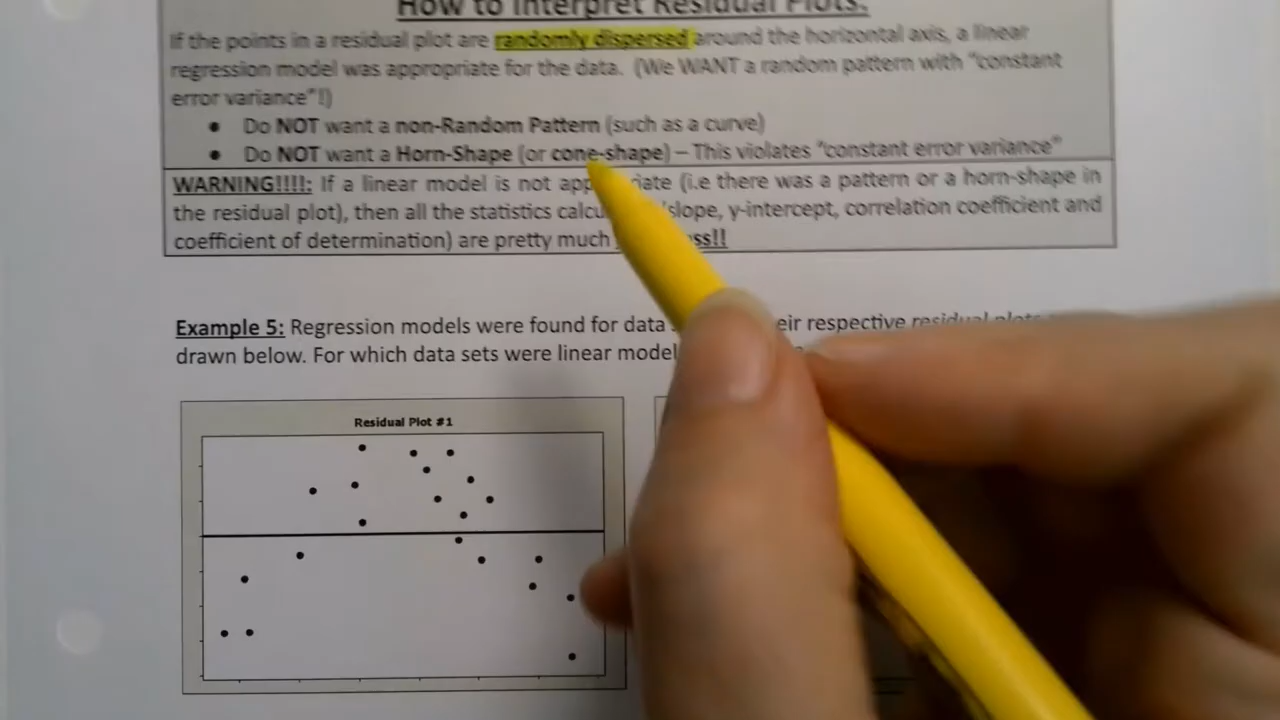 How to Interpret Residual Plots:
If the points in a residual plot are randomly dispersed around the horizontal axis, a linear
regression model was appropriate for the data. (We WANT a random pattern with "constant
error variance"!)
• Do NOT want a non-Random Pattern (such as a curve)
• Do NOT want a Horn-Shape (or cone-shape) – This violates "constant error variance"
WARNING!!!!: If a linear model is not (i.e there was a pattern or a horn-shape in
the residual plot), then all the statistics slope, y-intercept, correlation coefficient and
coefficient of determination) are pretty much
Example 5: Regression models were found for data respective residual plots
drawn below. For which data sets were linear
Residual Plot #1